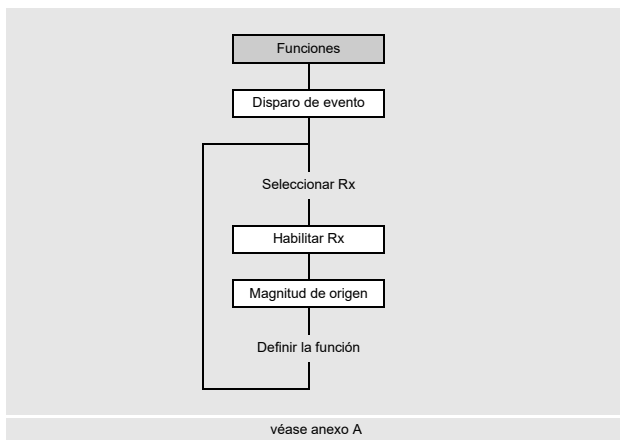 Funciones
Disparo de evento
Seleccionar Rx
Habilitar Rx
Magnitud de origen
Definir la función
véase anexo A